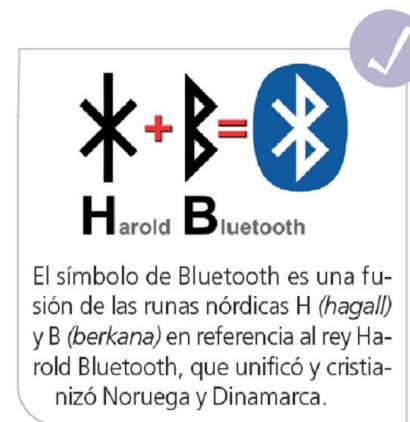 + =
Harold Bluetooth
El símbolo de Bluetooth es una fu-
sión de las runas nórdicas H (hagall)
y B (berkana) en referencia al rey Ha-
rold Bluetooth, que unificó y cristia-
nizó Noruega y Dinamarca.